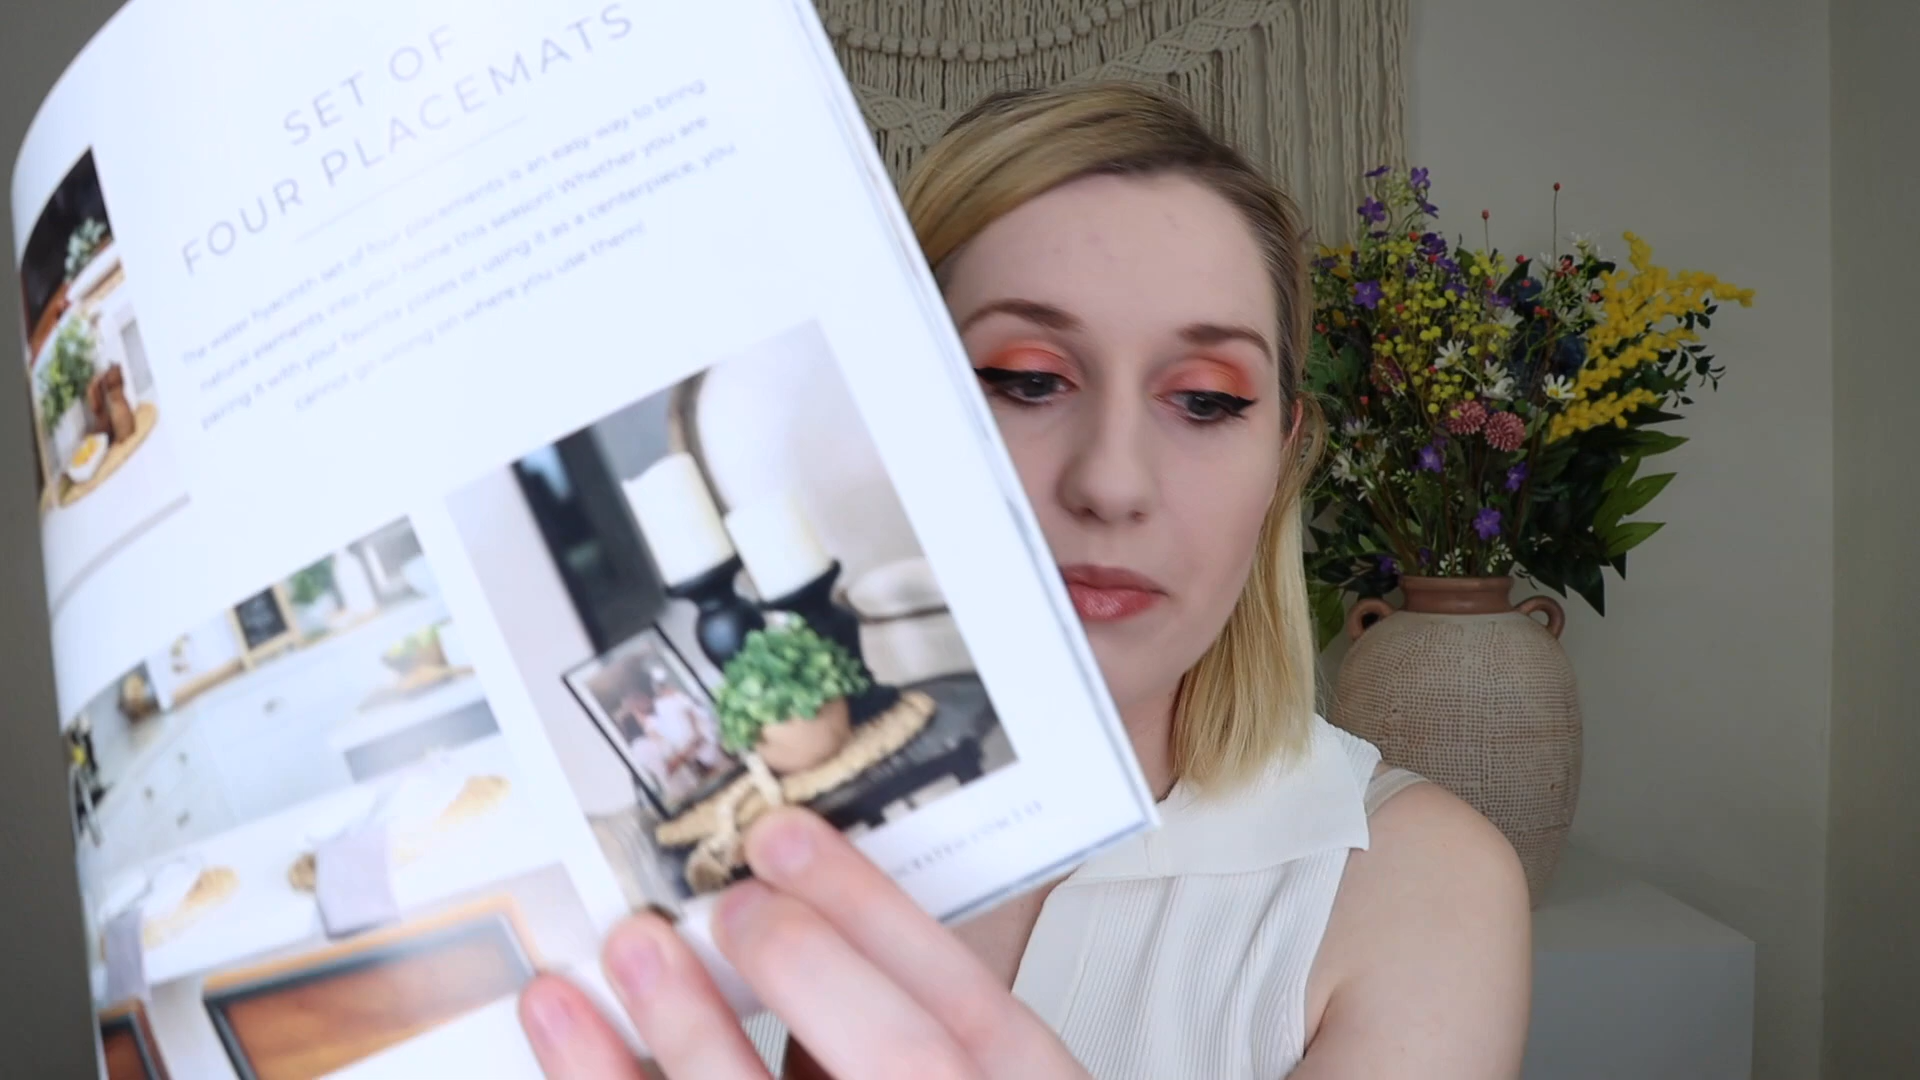 SET OF
FOUR PLACEMATS
The water hyacinth set of four placements is an easy way to bring
natural elements into your home this season! Whether you are
pairing it with your favorite plates or using it as a centerpiece, you
cannot go wrong on where you use them!